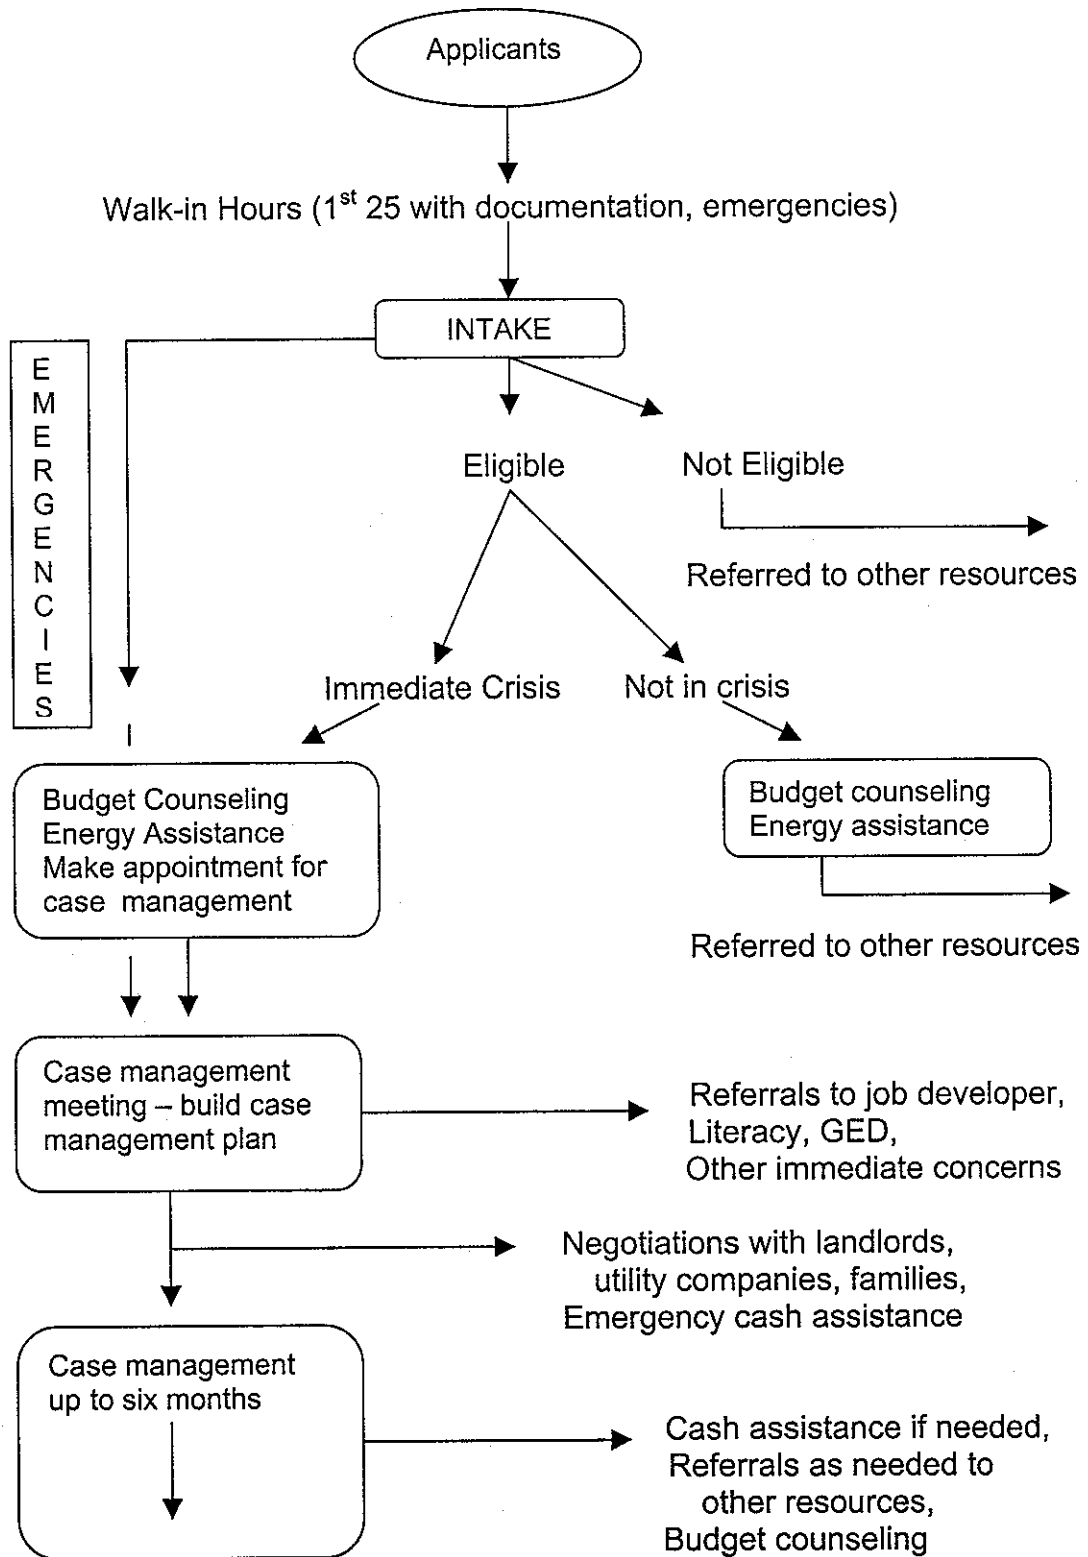 Applicants
Walk-in Hours (1st 25 with documentation, emergencies)
INTAKE
EMERGENCIES
Eligible
Not Eligible
Referred to other resources
Immediate Crisis
Not in crisis
Budget Counseling
Energy Assistance
Make appointment for
case management
Budget counseling
Energy assistance
Referred to other resources
Case management
meeting – build case
management plan
Referrals to job developer,
Literacy, GED,
Other immediate concerns
Negotiations with landlords,
utility companies, families,
Emergency cash assistance
Case management
up to six months
Cash assistance if needed,
Referrals as needed to
other resources,
Budget counseling